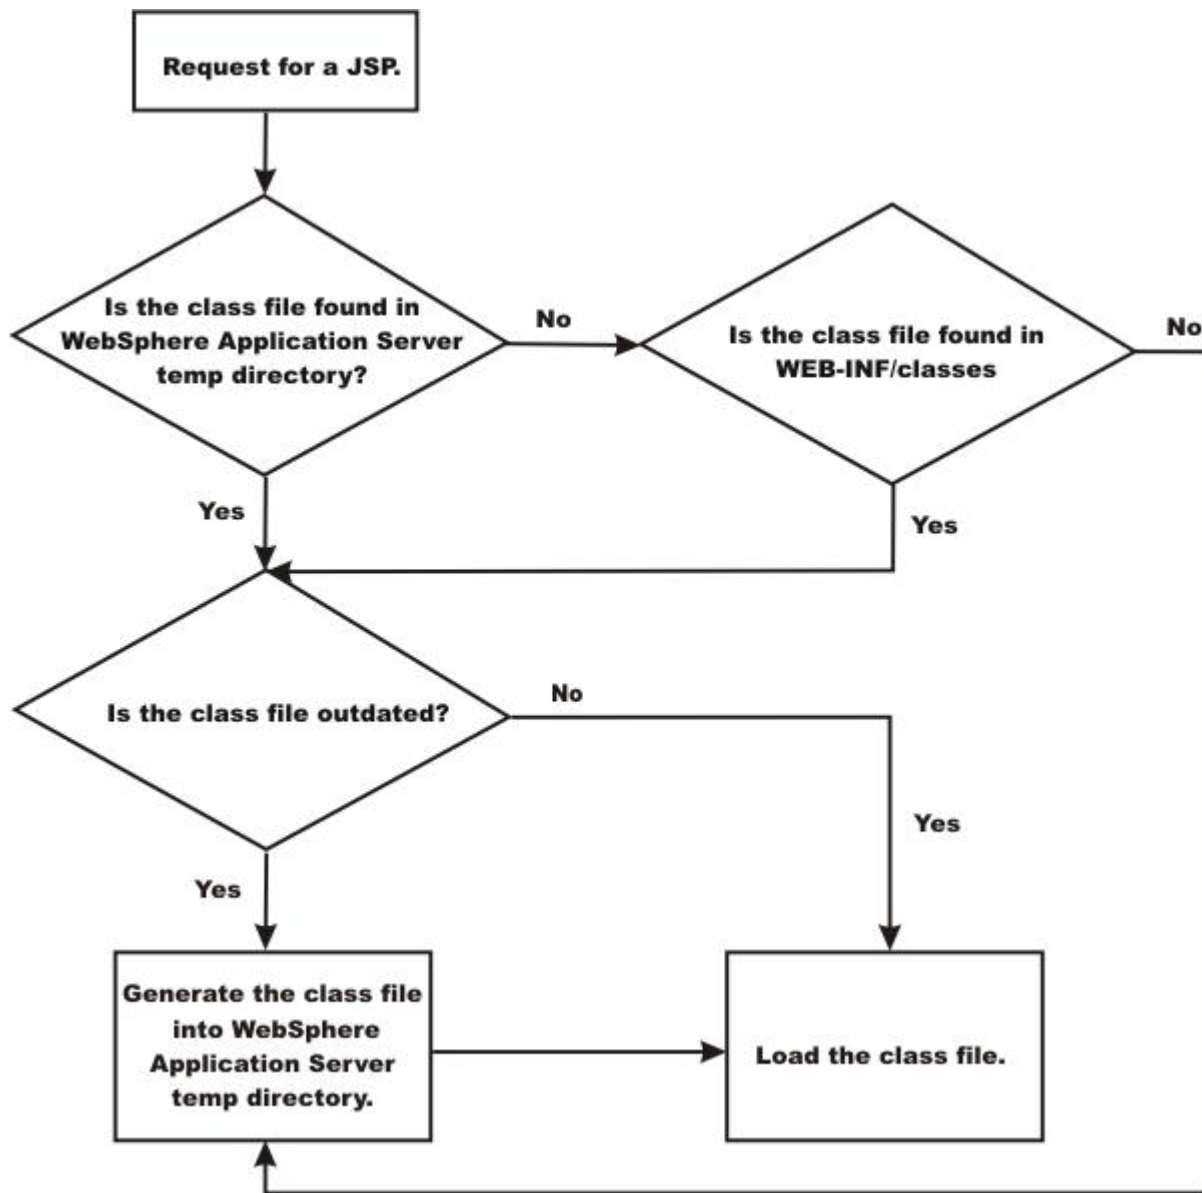 Request for a JSP.
Is the class file found in
WebSphere Application Server
temp directory?
No
Is the class file found in
WEB-INF/classes
No
Yes
Yes
Is the class file outdated?
No
Yes
Yes
Generate the class file
into WebSphere
Application Server
temp directory.
Load the class file.